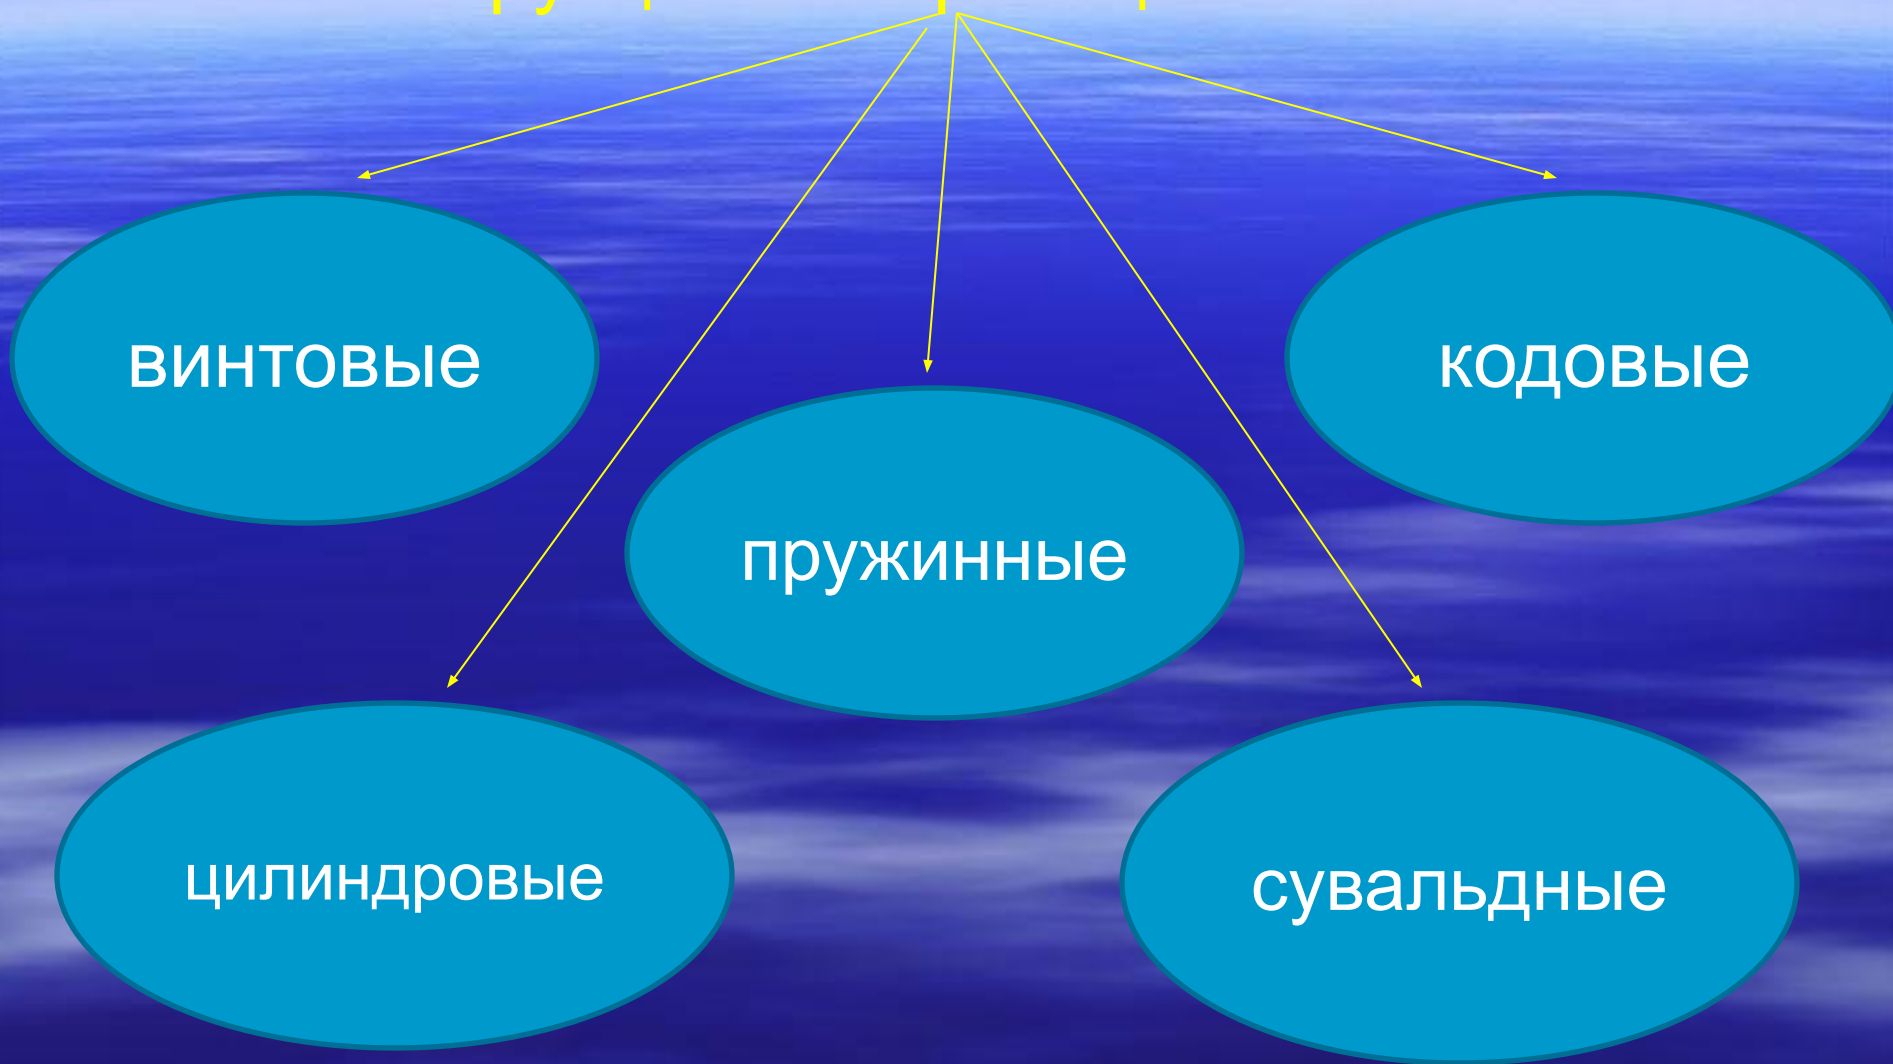 винтовые
кодовые
пружинные
цилиндровые
сувальдные